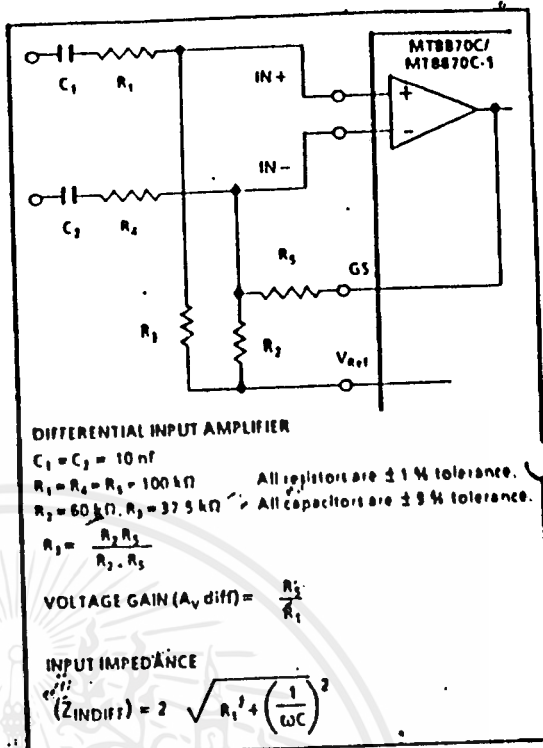 MT8870C/
MT8870C-1
C₁ R₁ IN+
+
-
IN-
C₂ R₄
R₅ GS
R₃ R₂
VRef
DIFFERENTIAL INPUT AMPLIFIER
C₁ = C₂ = 10 nf
R₁ = R₄ = R₅ = 100 kΩ All resistors are ± 1 % tolerance.
R₂ = 60 kΩ, R₃ = 37.5 kΩ All capacitors are ± 5 % tolerance.
R₃ = R₂ R₅ / R₂ + R₅
VOLTAGE GAIN (Aᵥ diff) = R₅ / R₁
INPUT IMPEDANCE
(ZINDIFF) = 2 √ R₁² + (1 / ωC)²